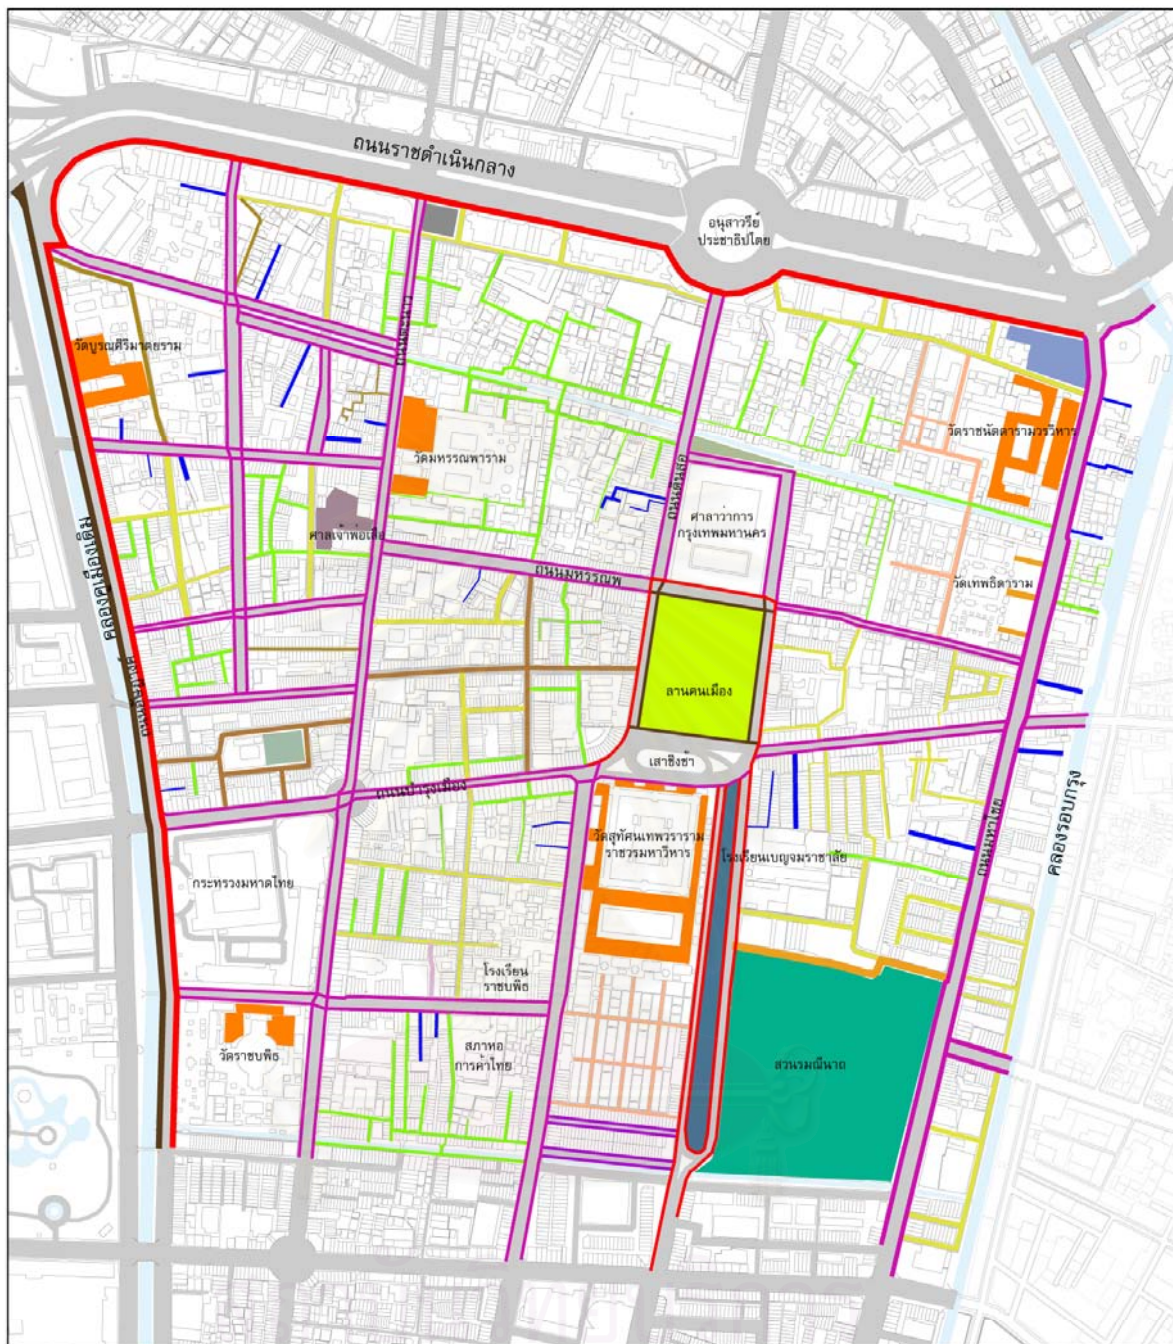 ถนนราชดำเนินกลาง
อนุสาวรีย์
ประชาธิปไตย
ถนนตะนาว
วัดบูรณศิริมาตยาราม
วัดมหรรณพาราม
วัดราชนัดดารามวรวิหาร
ถนนดินสอ
ศาลาว่าการ
กรุงเทพมหานคร
ศาลเจ้าพ่อเสือ
คลองคูเมืองเดิม
ถนนมหรรณพ
วัดเทพธิดาราม
ลานคนเมือง
เสาชิงช้า
ถนนบำรุงเมือง
ถนนมหาไชย
คลองรอบกรุง
วัดสุทัศนเทพวราราม
ราชวรมหาวิหาร
โรงเรียนเบญจมราชาลัย
กระทรวงมหาดไทย
โรงเรียน
ราชบพิธ
วัดราชบพิธ
สภาหอ
การค้าไทย
สวนรมณีนาถ